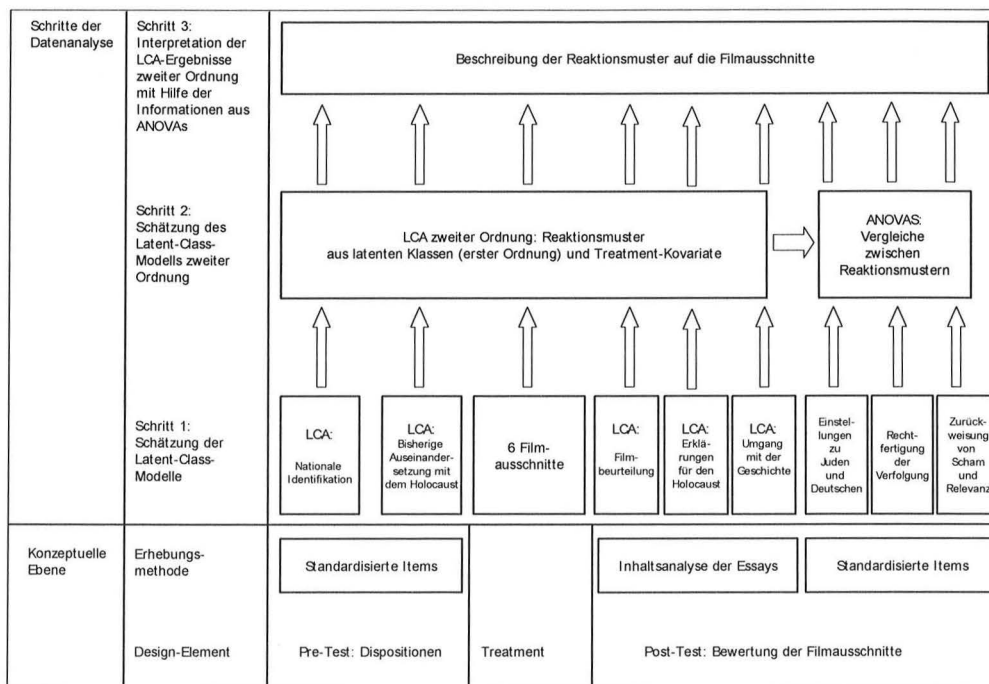 Schritte der
Datenanalyse
Schritt 3:
Interpretation der
LCA-Ergebnisse
zweiter Ordnung
mit Hilfe der
Informationen aus
ANOVAs
Beschreibung der Reaktionsmuster auf die Filmausschnitte
Schritt 2:
Schätzung des
Latent-Class-
Modells zweiter
Ordnung
LCA zweiter Ordnung: Reaktionsmuster
aus latenten Klassen (erster Ordnung) und Treatment-Kovariate
ANOVAS:
Vergleiche
zwischen
Reaktionsmustern
Schritt 1:
Schätzung der
Latent-Class-
Modelle
LCA:
Nationale
Identifikation
LCA:
Bisherige
Auseinander-
setzung mit
dem Holocaust
6 Film-
ausschnitte
LCA:
Film-
beurteilung
LCA:
Erklä-
rungen
für den
Holocaust
LCA:
Umgang
mit der
Geschichte
Einstel-
lungen
zu
Juden
und
Deutschen
Recht-
fertigung
der
Verfolgung
Zurück-
weisung
von
Scham
und
Relevanz
Konzeptuelle
Ebene
Erhebungs-
methode
Standardisierte Items
Inhaltsanalyse der Essays
Standardisierte Items
Design-Element
Pre-Test: Dispositionen
Treatment
Post-Test: Bewertung der Filmausschnitte